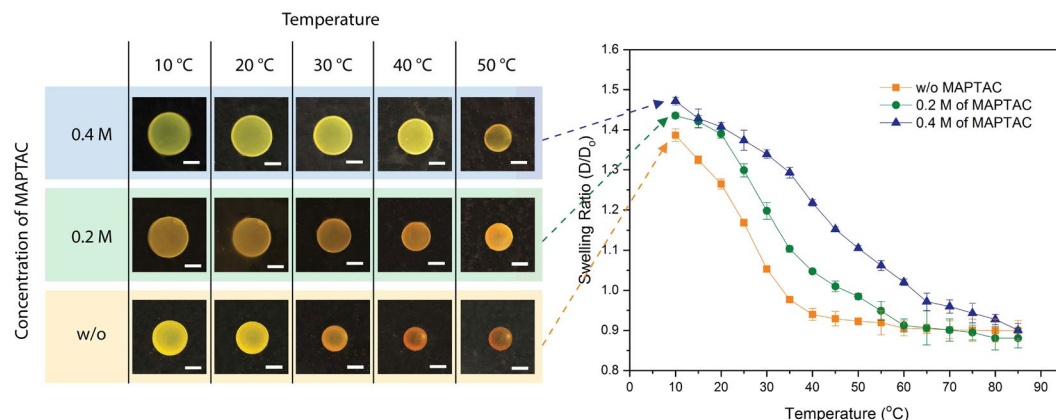 Temperature
10 °C 20 °C 30 °C 40 °C 50 °C
Concentration of MAPTAC
0.4 M
0.2 M
w/o
Swelling Ratio (D/Dₒ)
1.6
1.5
1.4
1.3
1.2
1.1
1.0
0.9
0.8
w/o MAPTAC
0.2 M of MAPTAC
0.4 M of MAPTAC
0 10 20 30 40 50 60 70 80 90
Temperature (°C)